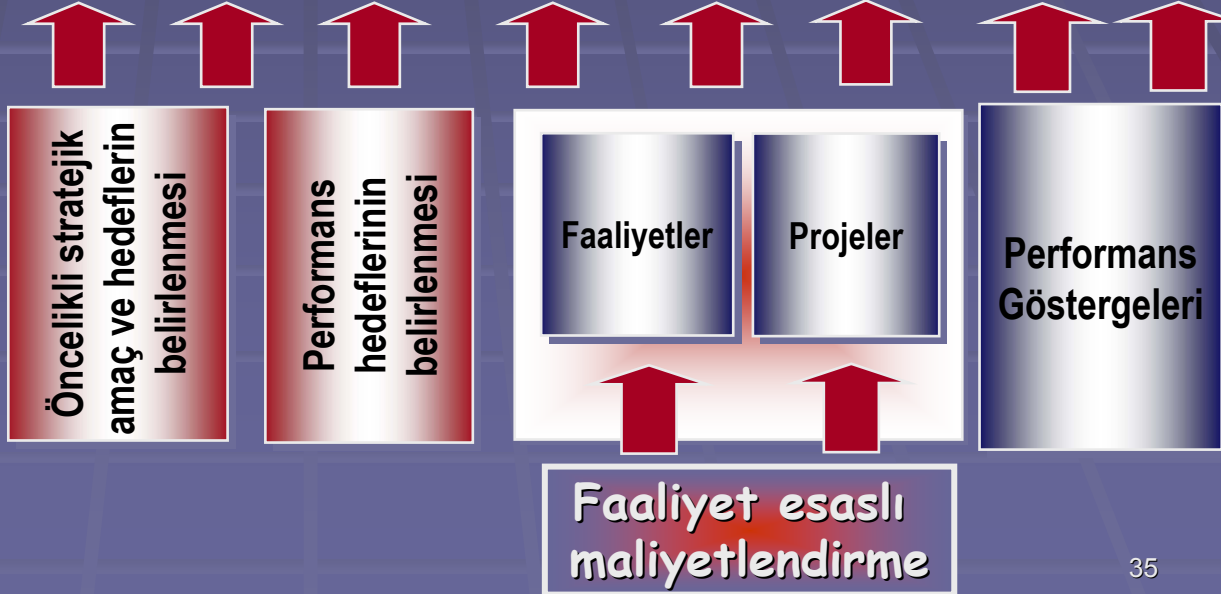 Öncelikli stratejik
amaç ve hedeflerin
belirlenmesi
Performans
hedeflerinin
belirlenmesi
Faaliyetler
Projeler
Performans
Göstergeleri
Faaliyet esaslı
maliyetlendirme
35